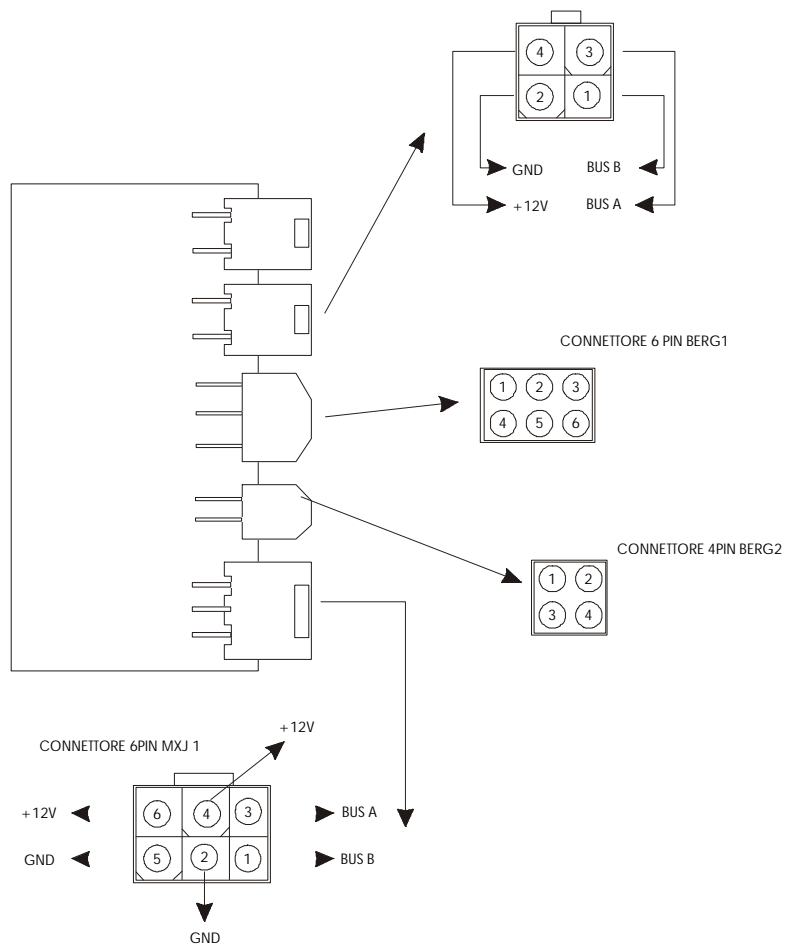 4 3
2 1
GND BUS B
+12V BUS A
CONNETTORE 6 PIN BERG1
1 2 3
4 5 6
CONNETTORE 4PIN BERG2
1 2
3 4
+12V
CONNETTORE 6PIN MXJ 1
+12V 6 4 3 BUS A
GND 5 2 1 BUS B
GND